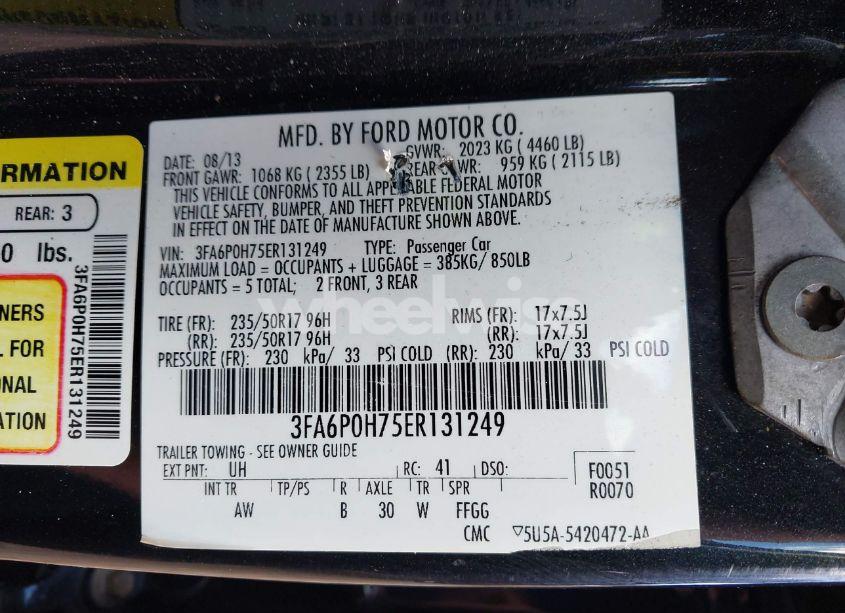 ORMATION
REAR: 3
0 lbs.
NERS
L FOR
ONAL
ATION
3FA6P0H75ER131249
MFD. BY FORD MOTOR CO.
DATE: 08/13 GVWR: 2023 KG ( 4460 LB)
FRONT GAWR: 1068 KG ( 2355 LB) REAR WR: 959 KG ( 2115 LB)
THIS VEHICLE CONFORMS TO ALL APPLICABLE FEDERAL MOTOR
VEHICLE SAFETY, BUMPER, AND THEFT PREVENTION STANDARDS
IN EFFECT ON THE DATE OF MANUFACTURE SHOWN ABOVE.
VIN: 3FA6P0H75ER131249 TYPE: Passenger Car
MAXIMUM LOAD = OCCUPANTS + LUGGAGE = 385KG/ 850LB
OCCUPANTS = 5 TOTAL; 2 FRONT, 3 REAR
wheelwise
TIRE (FR): 235/50R17 96H RIMS (FR): 17x7.5J
(RR): 235/50R17 96H (RR): 17x7.5J
PRESSURE (FR): 230 kPa/ 33 PSI COLD (RR): 230 kPa/ 33 PSI COLD
3FA6P0H75ER131249
TRAILER TOWING - SEE OWNER GUIDE
EXT PNT: UH RC: 41 DSO: F0051
INT TR TP/PS R AXLE TR SPR R0070
AW B 30 W FFGG
CMC ▽5U5A-5420472-AA